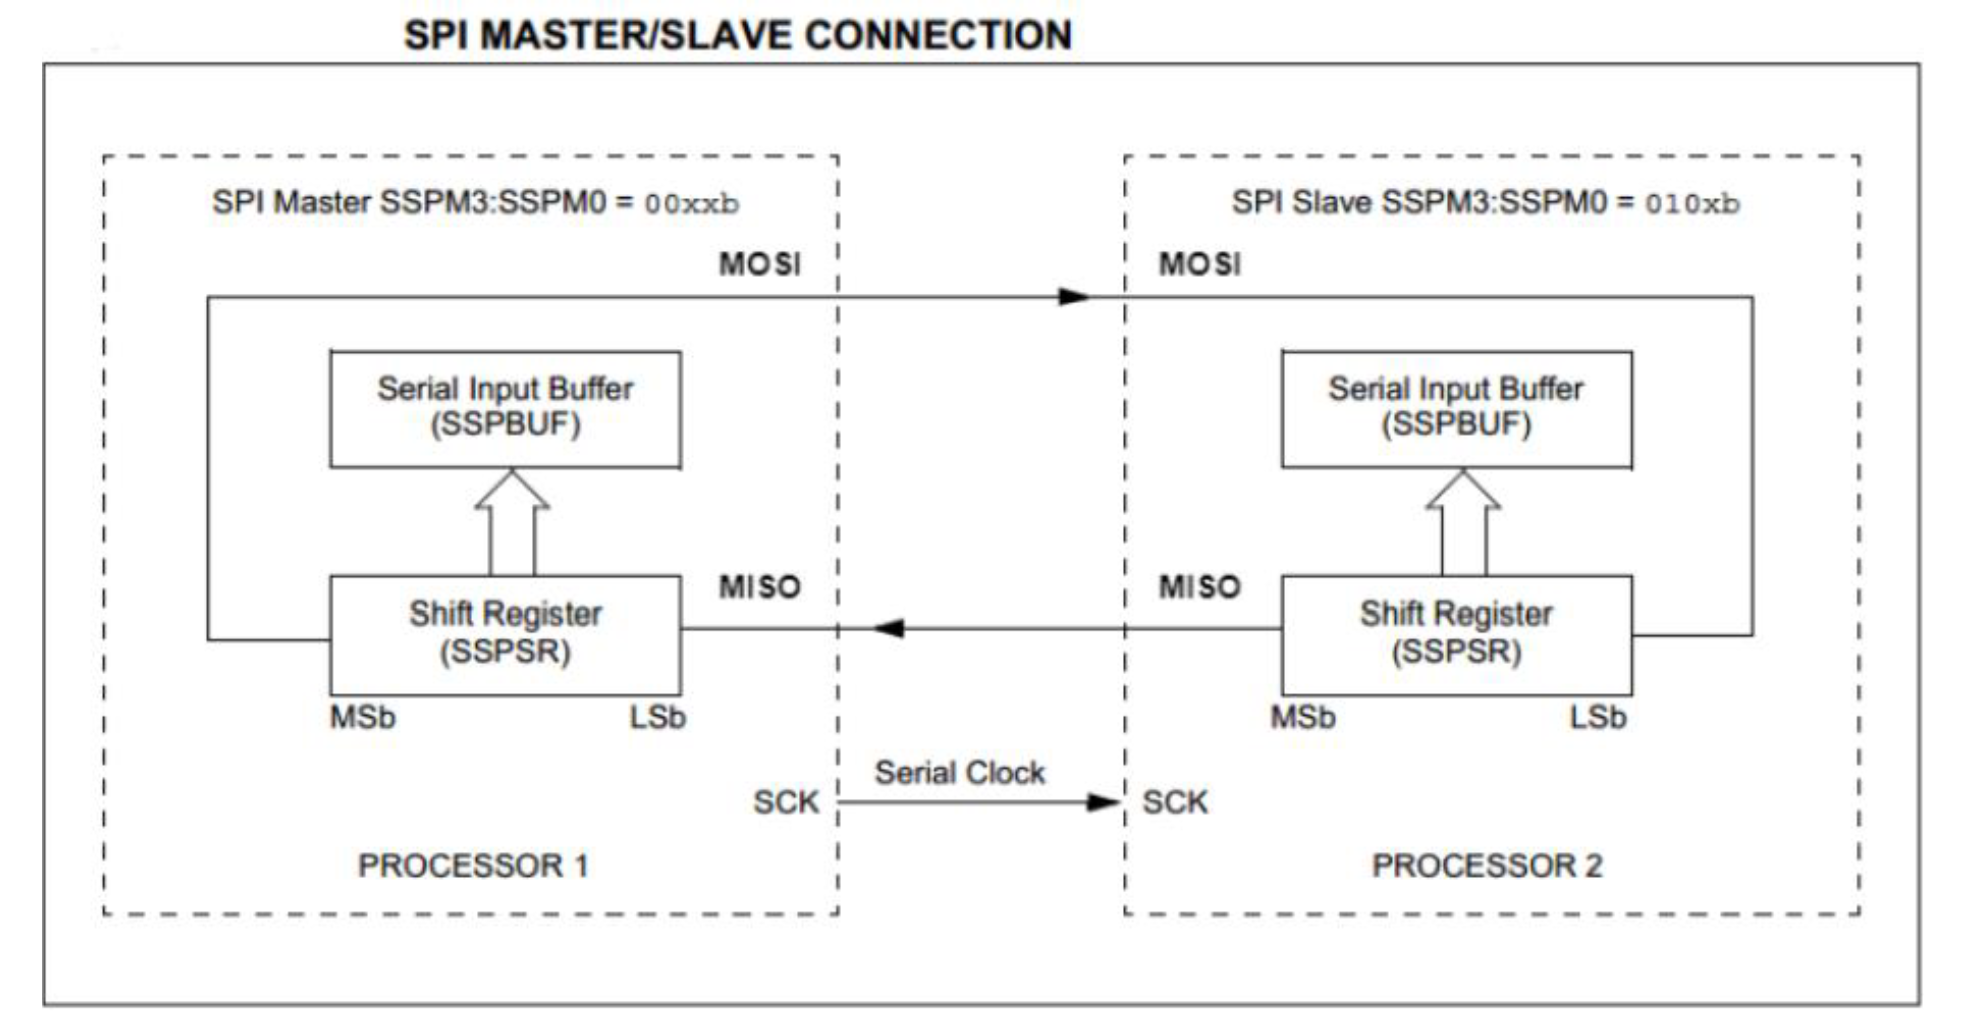 SPI MASTER/SLAVE CONNECTION
SPI Master SSPM3:SSPM0 = 00xxb
MOSI
Serial Input Buffer
(SSPBUF)
MISO
Shift Register
(SSPSR)
MSb
LSb
SCK
PROCESSOR 1
Serial Clock
SPI Slave SSPM3:SSPM0 = 010xb
MOSI
Serial Input Buffer
(SSPBUF)
MISO
Shift Register
(SSPSR)
MSb
LSb
SCK
PROCESSOR 2